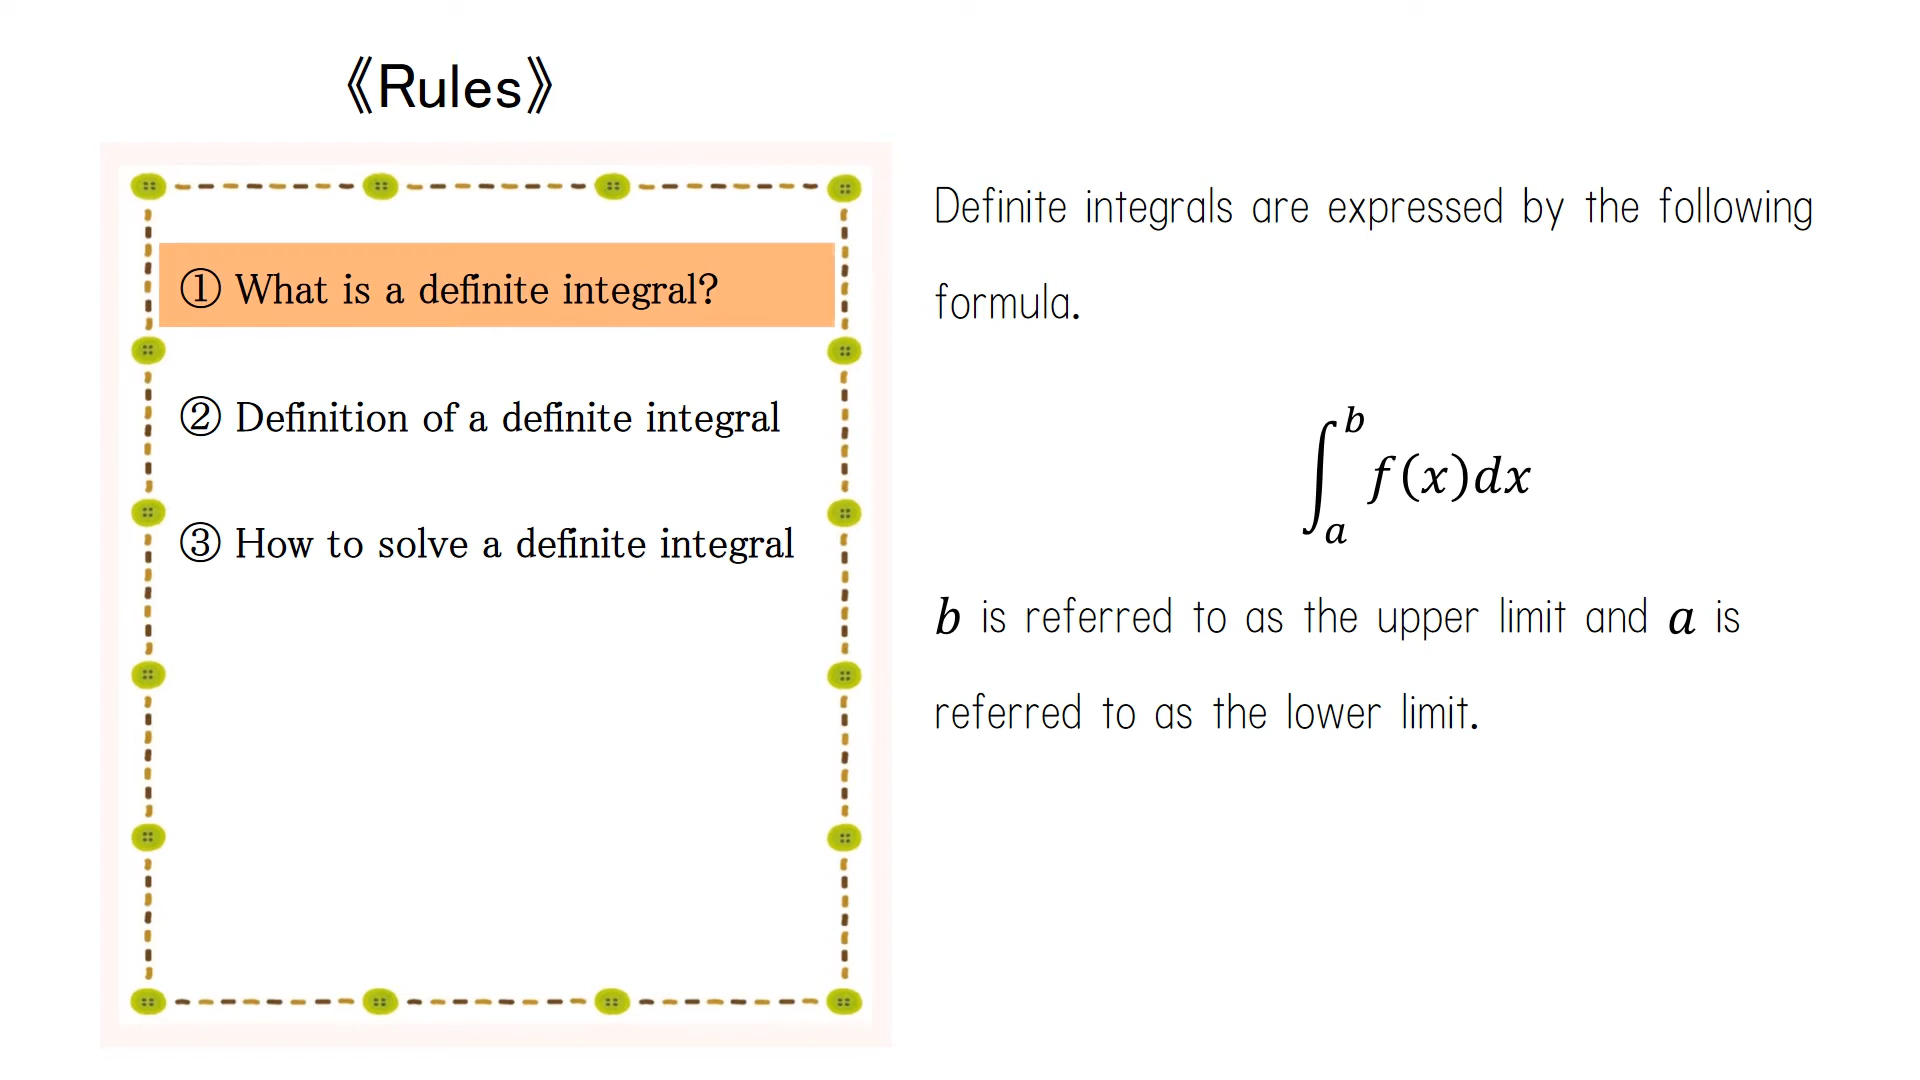 《Rules》
① What is a definite integral?
② Definition of a definite integral
③ How to solve a definite integral
Definite integrals are expressed by the following
formula.
∫_a^b f(x)dx
b is referred to as the upper limit and a is
referred to as the lower limit.